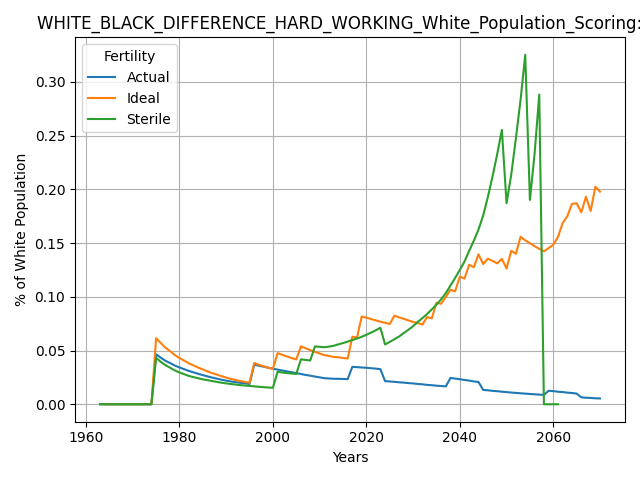 WHITE_BLACK_DIFFERENCE_HARD_WORKING_White_Population_Scoring:
Fertility
Actual
Ideal
Sterile
% of White Population
0.30
0.25
0.20
0.15
0.10
0.05
0.00
1960 1980 2000 2020 2040 2060
Years